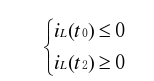 iL(t0) ≤ 0
iL(t2) ≥ 0